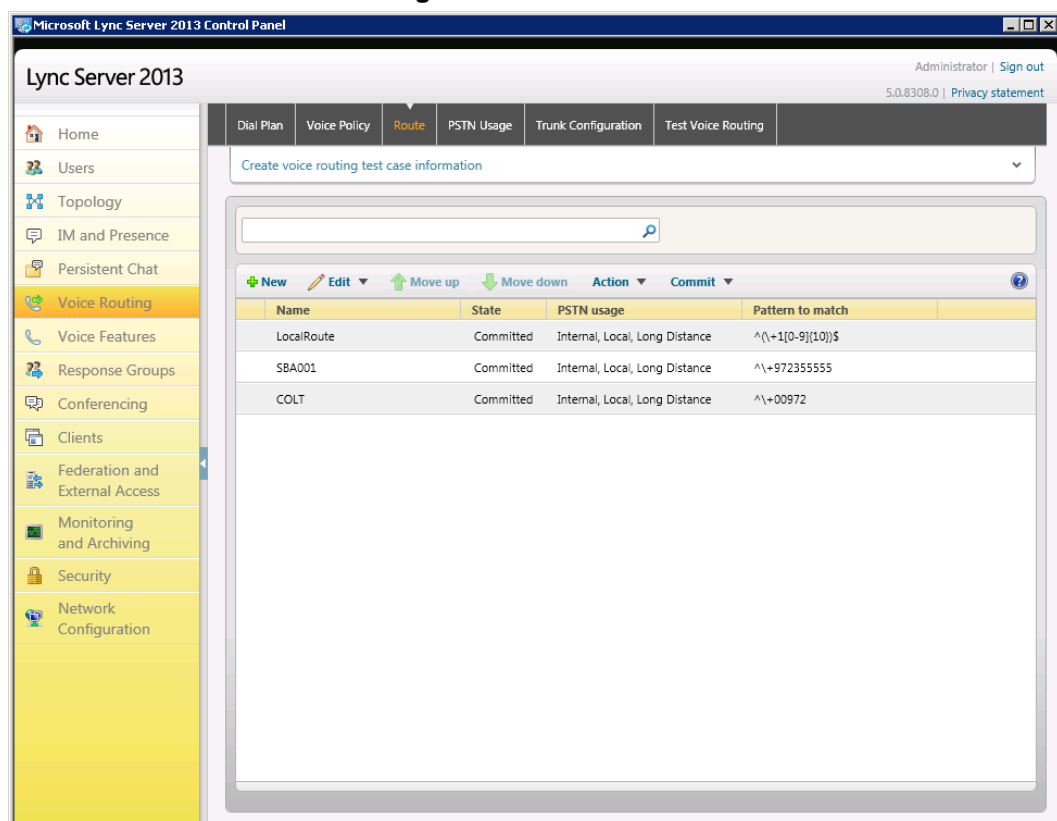 Microsoft Lync Server 2013 Control Panel
Lync Server 2013
Administrator | Sign out
5.0.8308.0 | Privacy statement
Home
Users
Topology
IM and Presence
Persistent Chat
Voice Routing
Voice Features
Response Groups
Conferencing
Clients
Federation and
External Access
Monitoring
and Archiving
Security
Network
Configuration
Dial Plan Voice Policy Route PSTN Usage Trunk Configuration Test Voice Routing
Create voice routing test case information
New Edit Move up Move down Action Commit
Name State PSTN usage Pattern to match
LocalRoute Committed Internal, Local, Long Distance ^(\+1[0-9]{10})$
SBA001 Committed Internal, Local, Long Distance ^\+972355555
COLT Committed Internal, Local, Long Distance ^\+00972